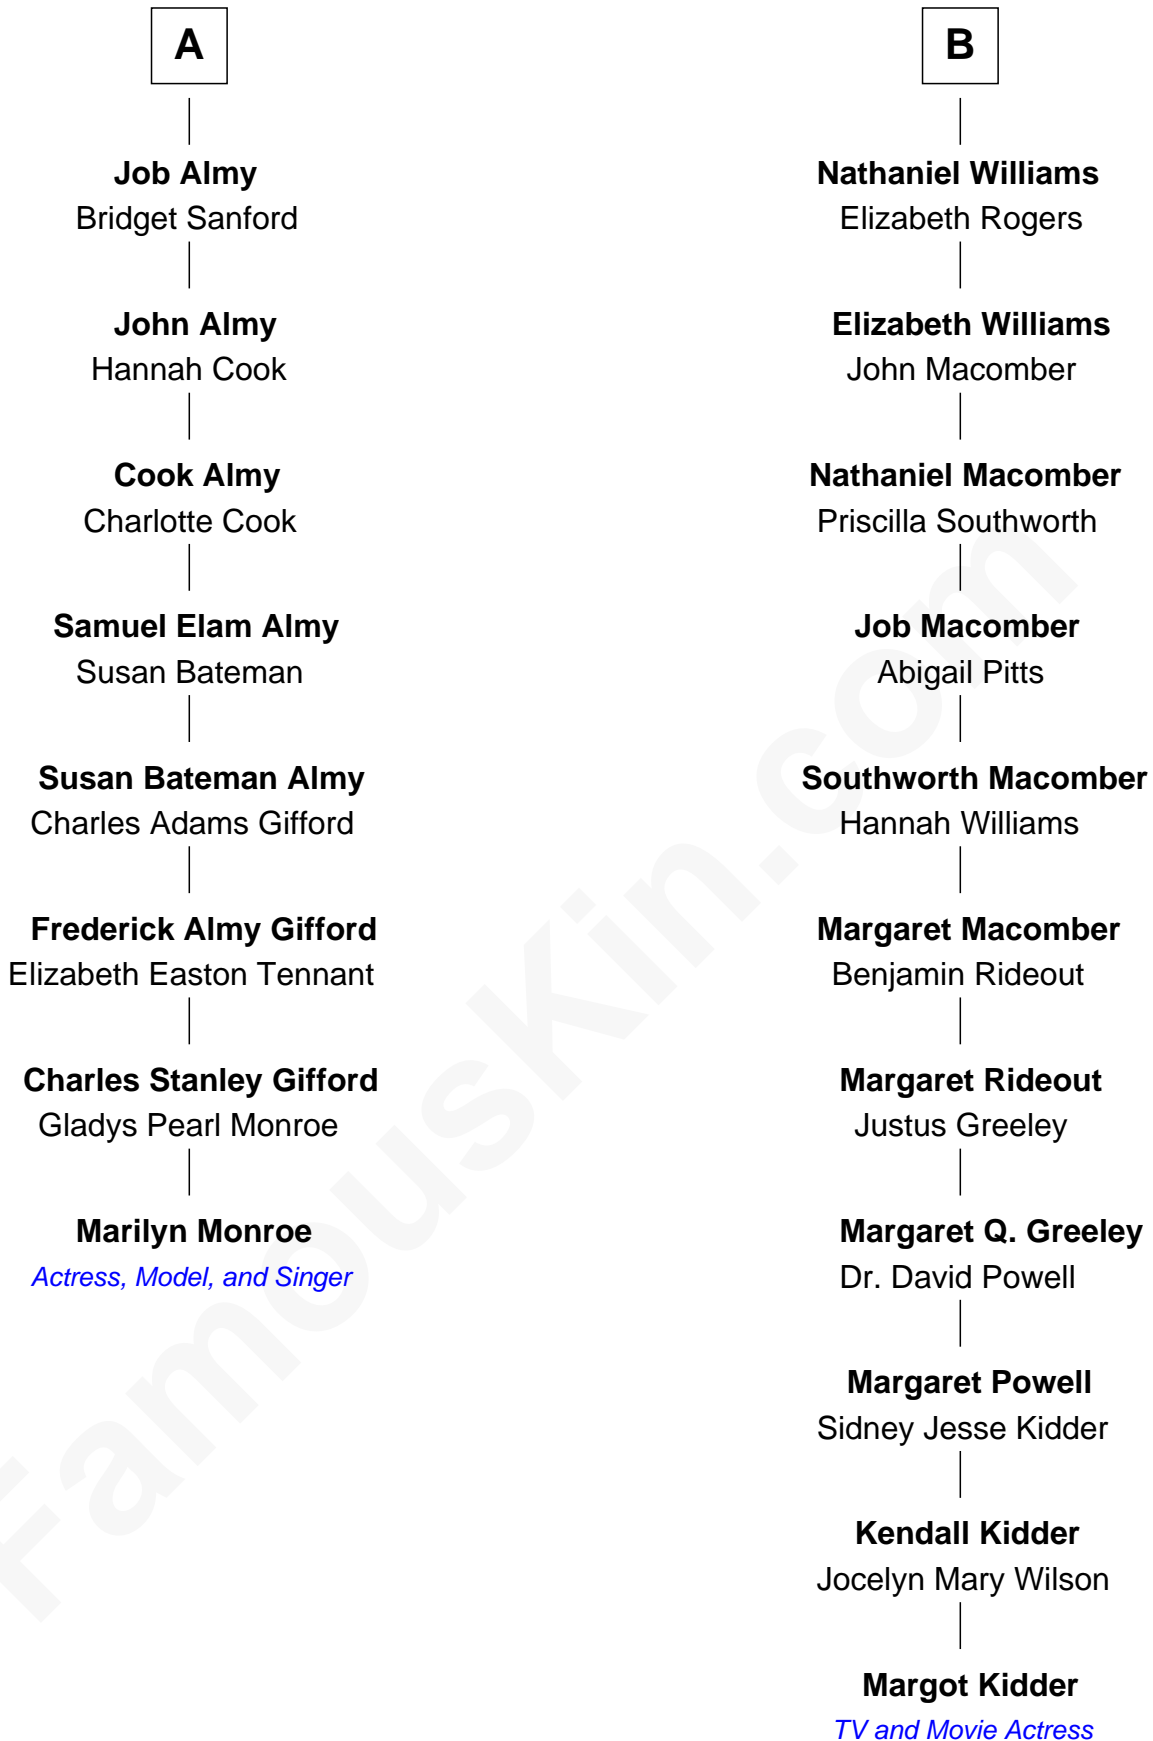 A
Job Almy
Bridget Sanford
John Almy
Hannah Cook
Cook Almy
Charlotte Cook
Samuel Elam Almy
Susan Bateman
Susan Bateman Almy
Charles Adams Gifford
Frederick Almy Gifford
Elizabeth Easton Tennant
Charles Stanley Gifford
Gladys Pearl Monroe
Marilyn Monroe
Actress, Model, and Singer
B
Nathaniel Williams
Elizabeth Rogers
Elizabeth Williams
John Macomber
Nathaniel Macomber
Priscilla Southworth
Job Macomber
Abigail Pitts
Southworth Macomber
Hannah Williams
Margaret Macomber
Benjamin Rideout
Margaret Rideout
Justus Greeley
Margaret Q. Greeley
Dr. David Powell
Margaret Powell
Sidney Jesse Kidder
Kendall Kidder
Jocelyn Mary Wilson
Margot Kidder
TV and Movie Actress
FamousKin.com